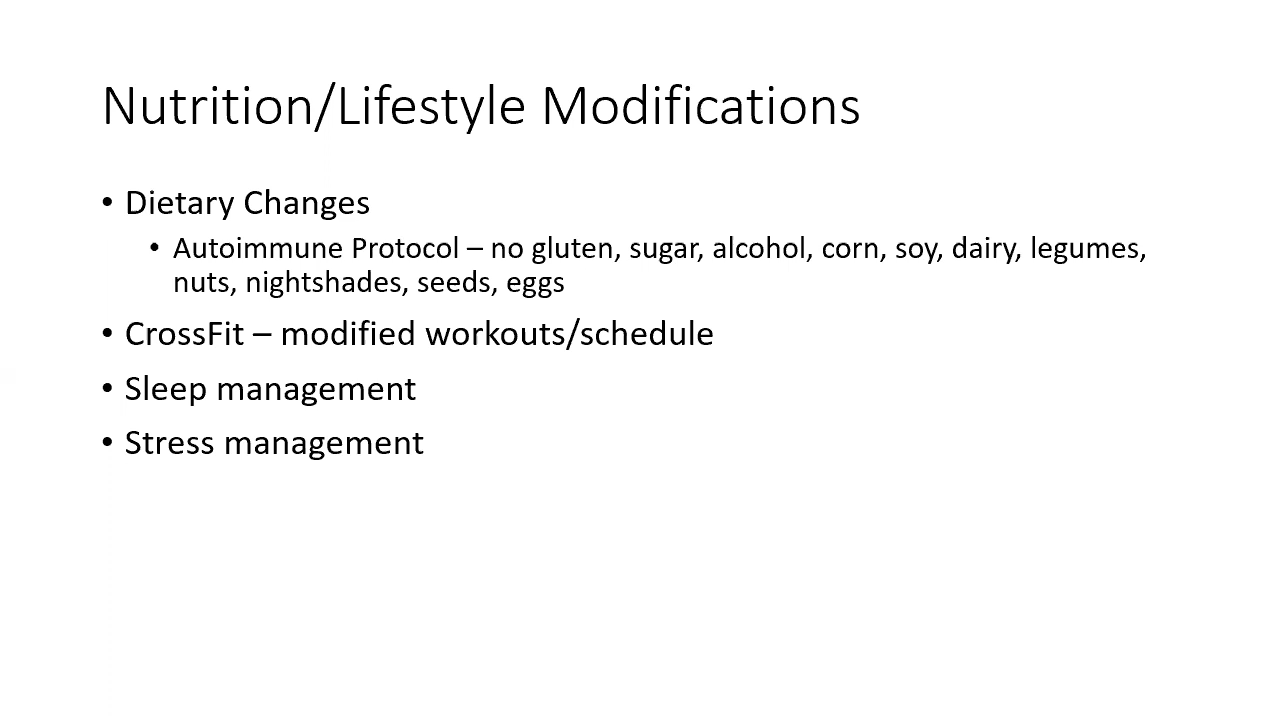 Nutrition/Lifestyle Modifications
• Dietary Changes
• Autoimmune Protocol – no gluten, sugar, alcohol, corn, soy, dairy, legumes,
nuts, nightshades, seeds, eggs
• CrossFit – modified workouts/schedule
• Sleep management
• Stress management